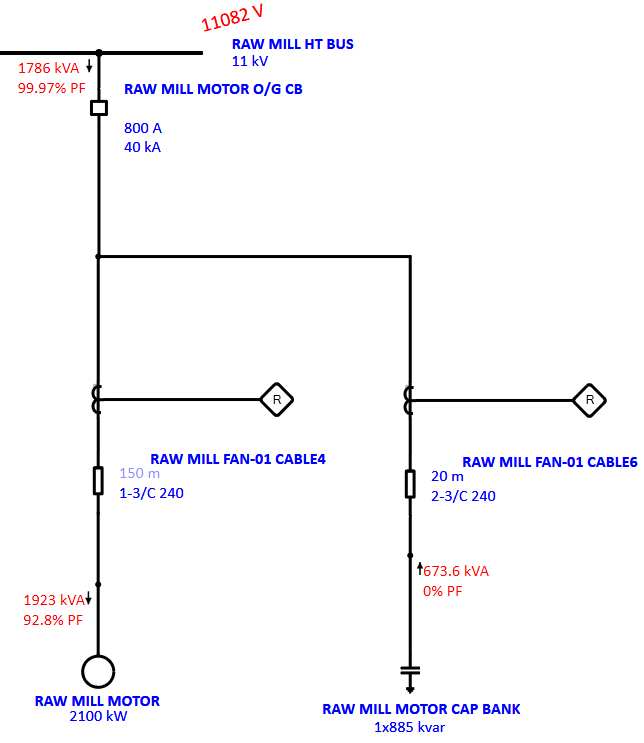 11082 V
RAW MILL HT BUS
11 kV
1786 kVA
99.97% PF
RAW MILL MOTOR O/G CB
800 A
40 kA
R
R
RAW MILL FAN-01 CABLE4
150 m
1-3/C 240
RAW MILL FAN-01 CABLE6
20 m
2-3/C 240
673.6 kVA
0% PF
1923 kVA
92.8% PF
RAW MILL MOTOR
2100 kW
RAW MILL MOTOR CAP BANK
1x885 kvar